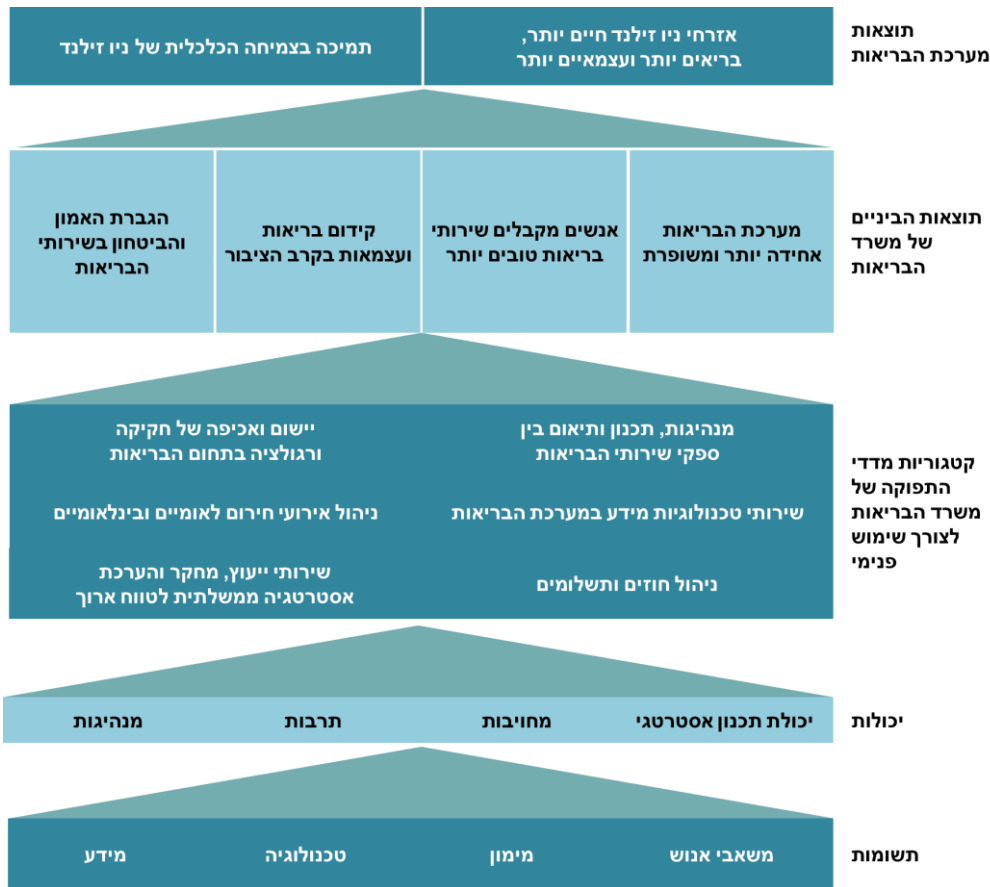 תוצאות
מערכת הבריאות
אזרחי ניו זילנד חיים יותר,
בריאים יותר ועצמאיים יותר
תמיכה בצמיחה הכלכלית של ניו זילנד
תוצאות הביניים
של משרד
הבריאות
מערכת הבריאות
אחידה יותר ומשופרת
אנשים מקבלים שירותי
בריאות טובים יותר
קידום בריאות
ועצמאות בקרב הציבור
הגברת האמון
והביטחון בשירותי
הבריאות
קטגוריות מדדי
התפוקה של
משרד הבריאות
לצורך שימוש
פנימי
מנהיגות, תכנון ותיאום בין
ספקי שירותי הבריאות
יישום ואכיפה של חקיקה
ורגולציה בתחום הבריאות
שירותי טכנולוגיות מידע במערכת הבריאות
ניהול אירועי חירום לאומיים ובינלאומיים
ניהול חוזים ותשלומים
שירותי ייעוץ, מחקר והערכת
אסטרטגיה ממשלתית לטווח ארוך
יכולות
יכולת תכנון אסטרטגי
מחויבות
תרבות
מנהיגות
תשומות
משאבי אנוש
מימון
טכנולוגיה
מידע